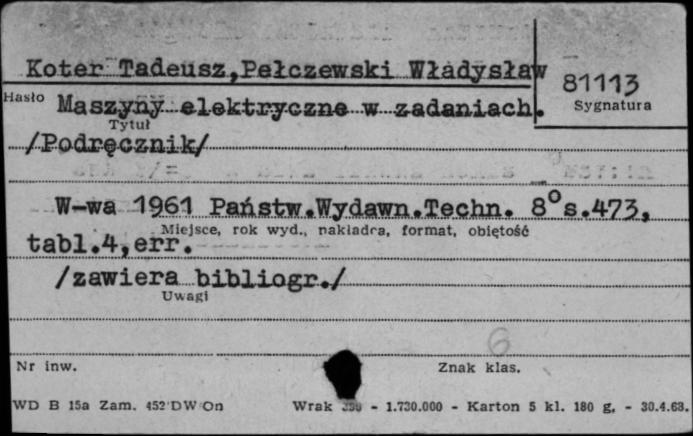 Koter Tadeusz,Pełczewski Władysław
81113
Hasło
Sygnatura
Maszyny elektryczne w zadaniach.
Tytuł
/Podręcznik/
W-wa 1961 Państw.Wydawn.Techn. 8° s.473,
Miejsce, rok wyd., nakładca, format, objętość
tabl.4,err.
/zawiera bibliogr./
Uwagi
6
Nr inw.
Znak klas.
WD B 15a Zam. 452 DW On
Wrak - 1.730.000 - Karton 5 kl. 180 g, - 30.4.63.